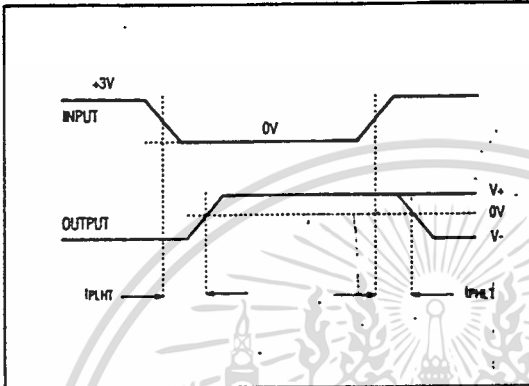 +3V
INPUT
0V
V+
0V
OUTPUT
V-
tPLHT
tPHLT